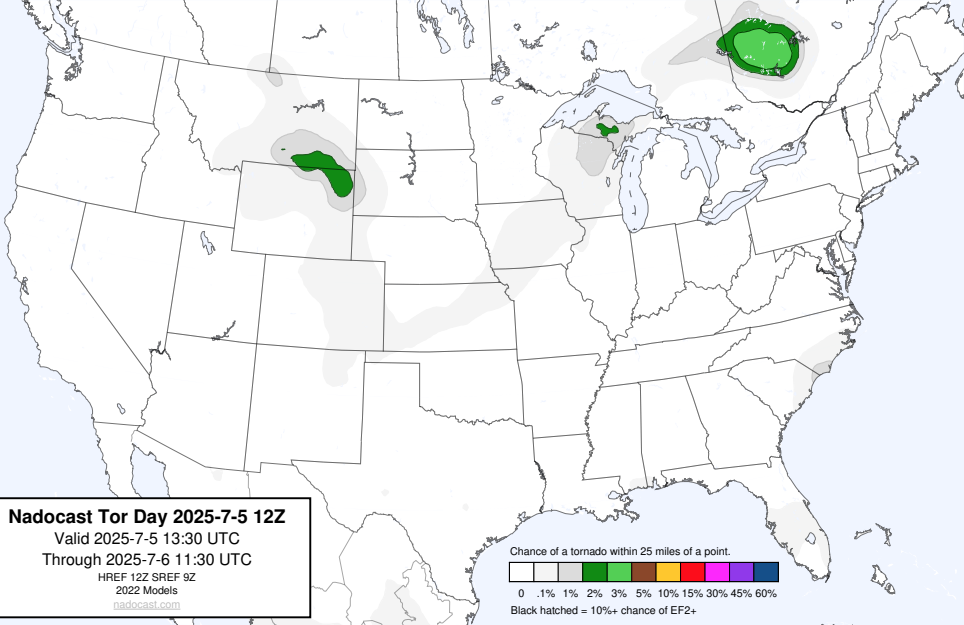 Nadocast Tor Day 2025-7-5 12Z
Valid 2025-7-5 13:30 UTC
Through 2025-7-6 11:30 UTC
HREF 12Z SREF 9Z
2022 Models
nadocast.com
Chance of a tornado within 25 miles of a point.
0 .1% 1% 2% 3% 5% 10% 15% 30% 45% 60%
Black hatched = 10%+ chance of EF2+